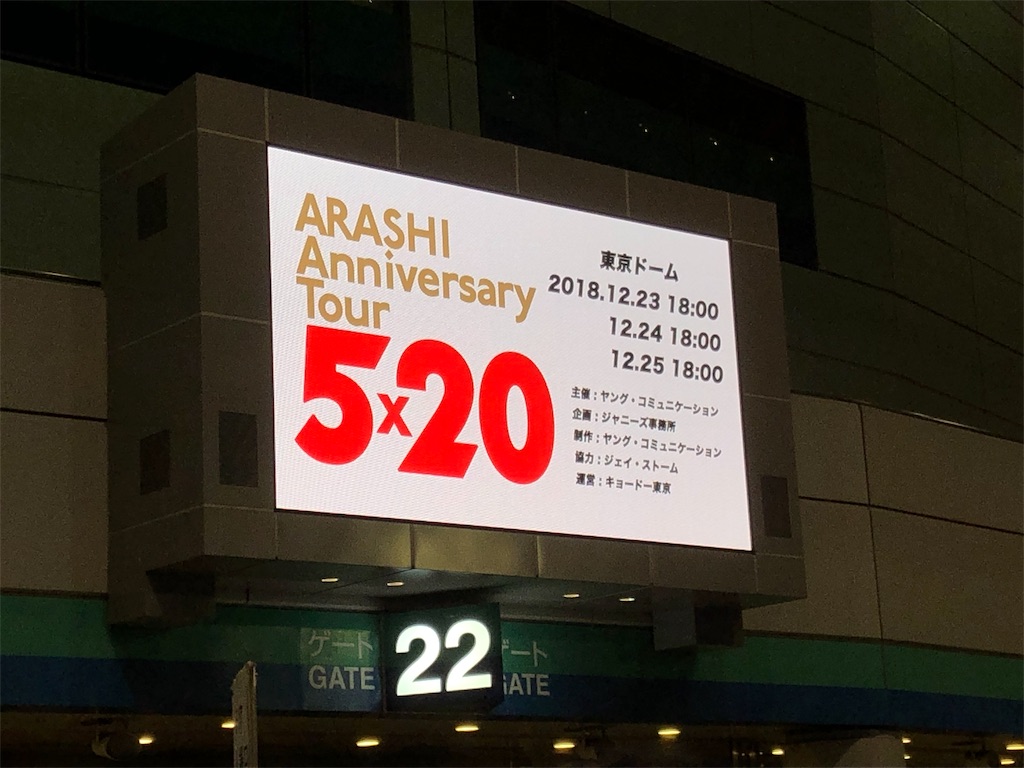 ARASHI
Anniversary
Tour
5x20
東京ドーム
2018.12.23 18:00
12.24 18:00
12.25 18:00
主催：ヤング・コミュニケーション
企画：ジャニーズ事務所
制作：ヤング・コミュニケーション
協力：ジェイ・ストーム
運営：キョードー東京
ゲート
GATE
22
ゲート
GATE